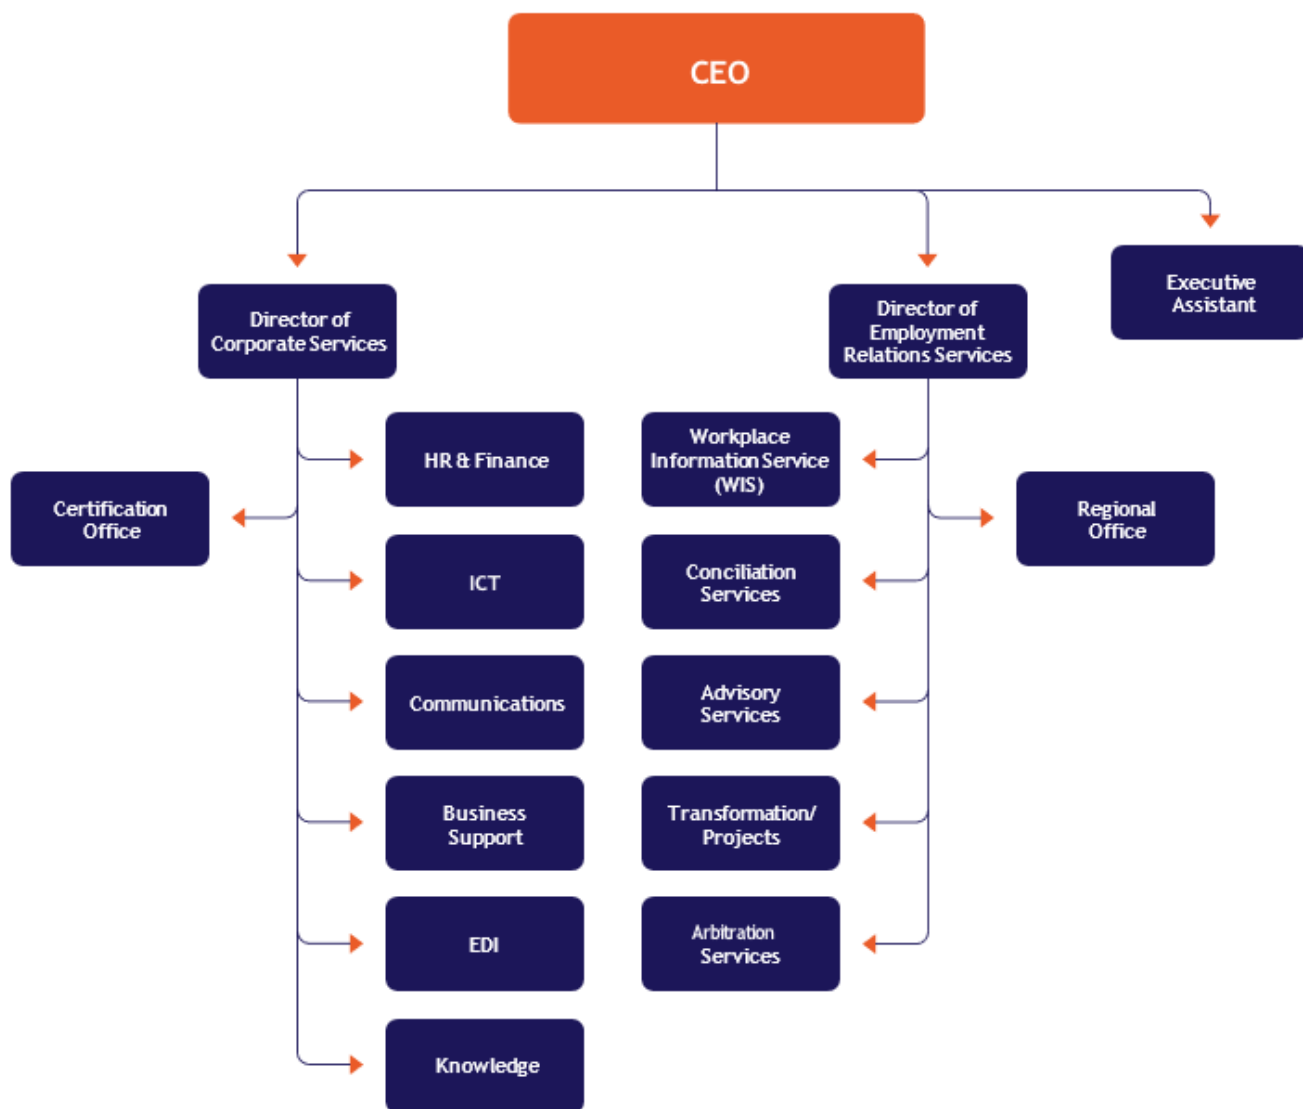 CEO
Executive
Assistant
Director of
Corporate Services
Director of
Employment
Relations Services
HR & Finance
Workplace
Information Service
(WIS)
Certification
Office
Regional
Office
ICT
Conciliation
Services
Communications
Advisory
Services
Business
Support
Transformation/
Projects
EDI
Arbitration
Services
Knowledge